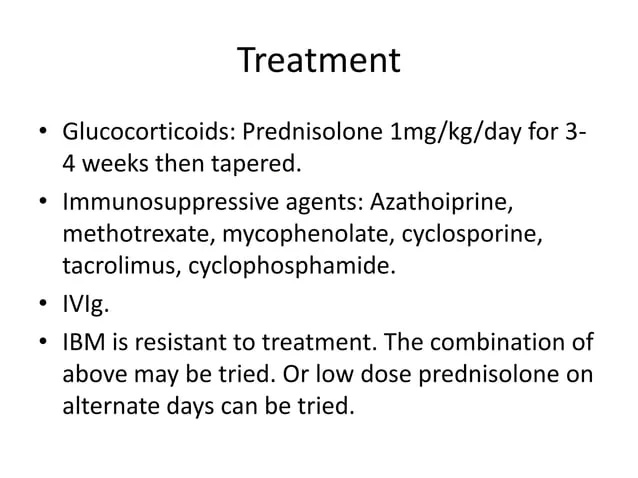 Treatment
• Glucocorticoids: Prednisolone 1mg/kg/day for 3-
4 weeks then tapered.
• Immunosuppressive agents: Azathoiprine,
methotrexate, mycophenolate, cyclosporine,
tacrolimus, cyclophosphamide.
• IVIg.
• IBM is resistant to treatment. The combination of
above may be tried. Or low dose prednisolone on
alternate days can be tried.